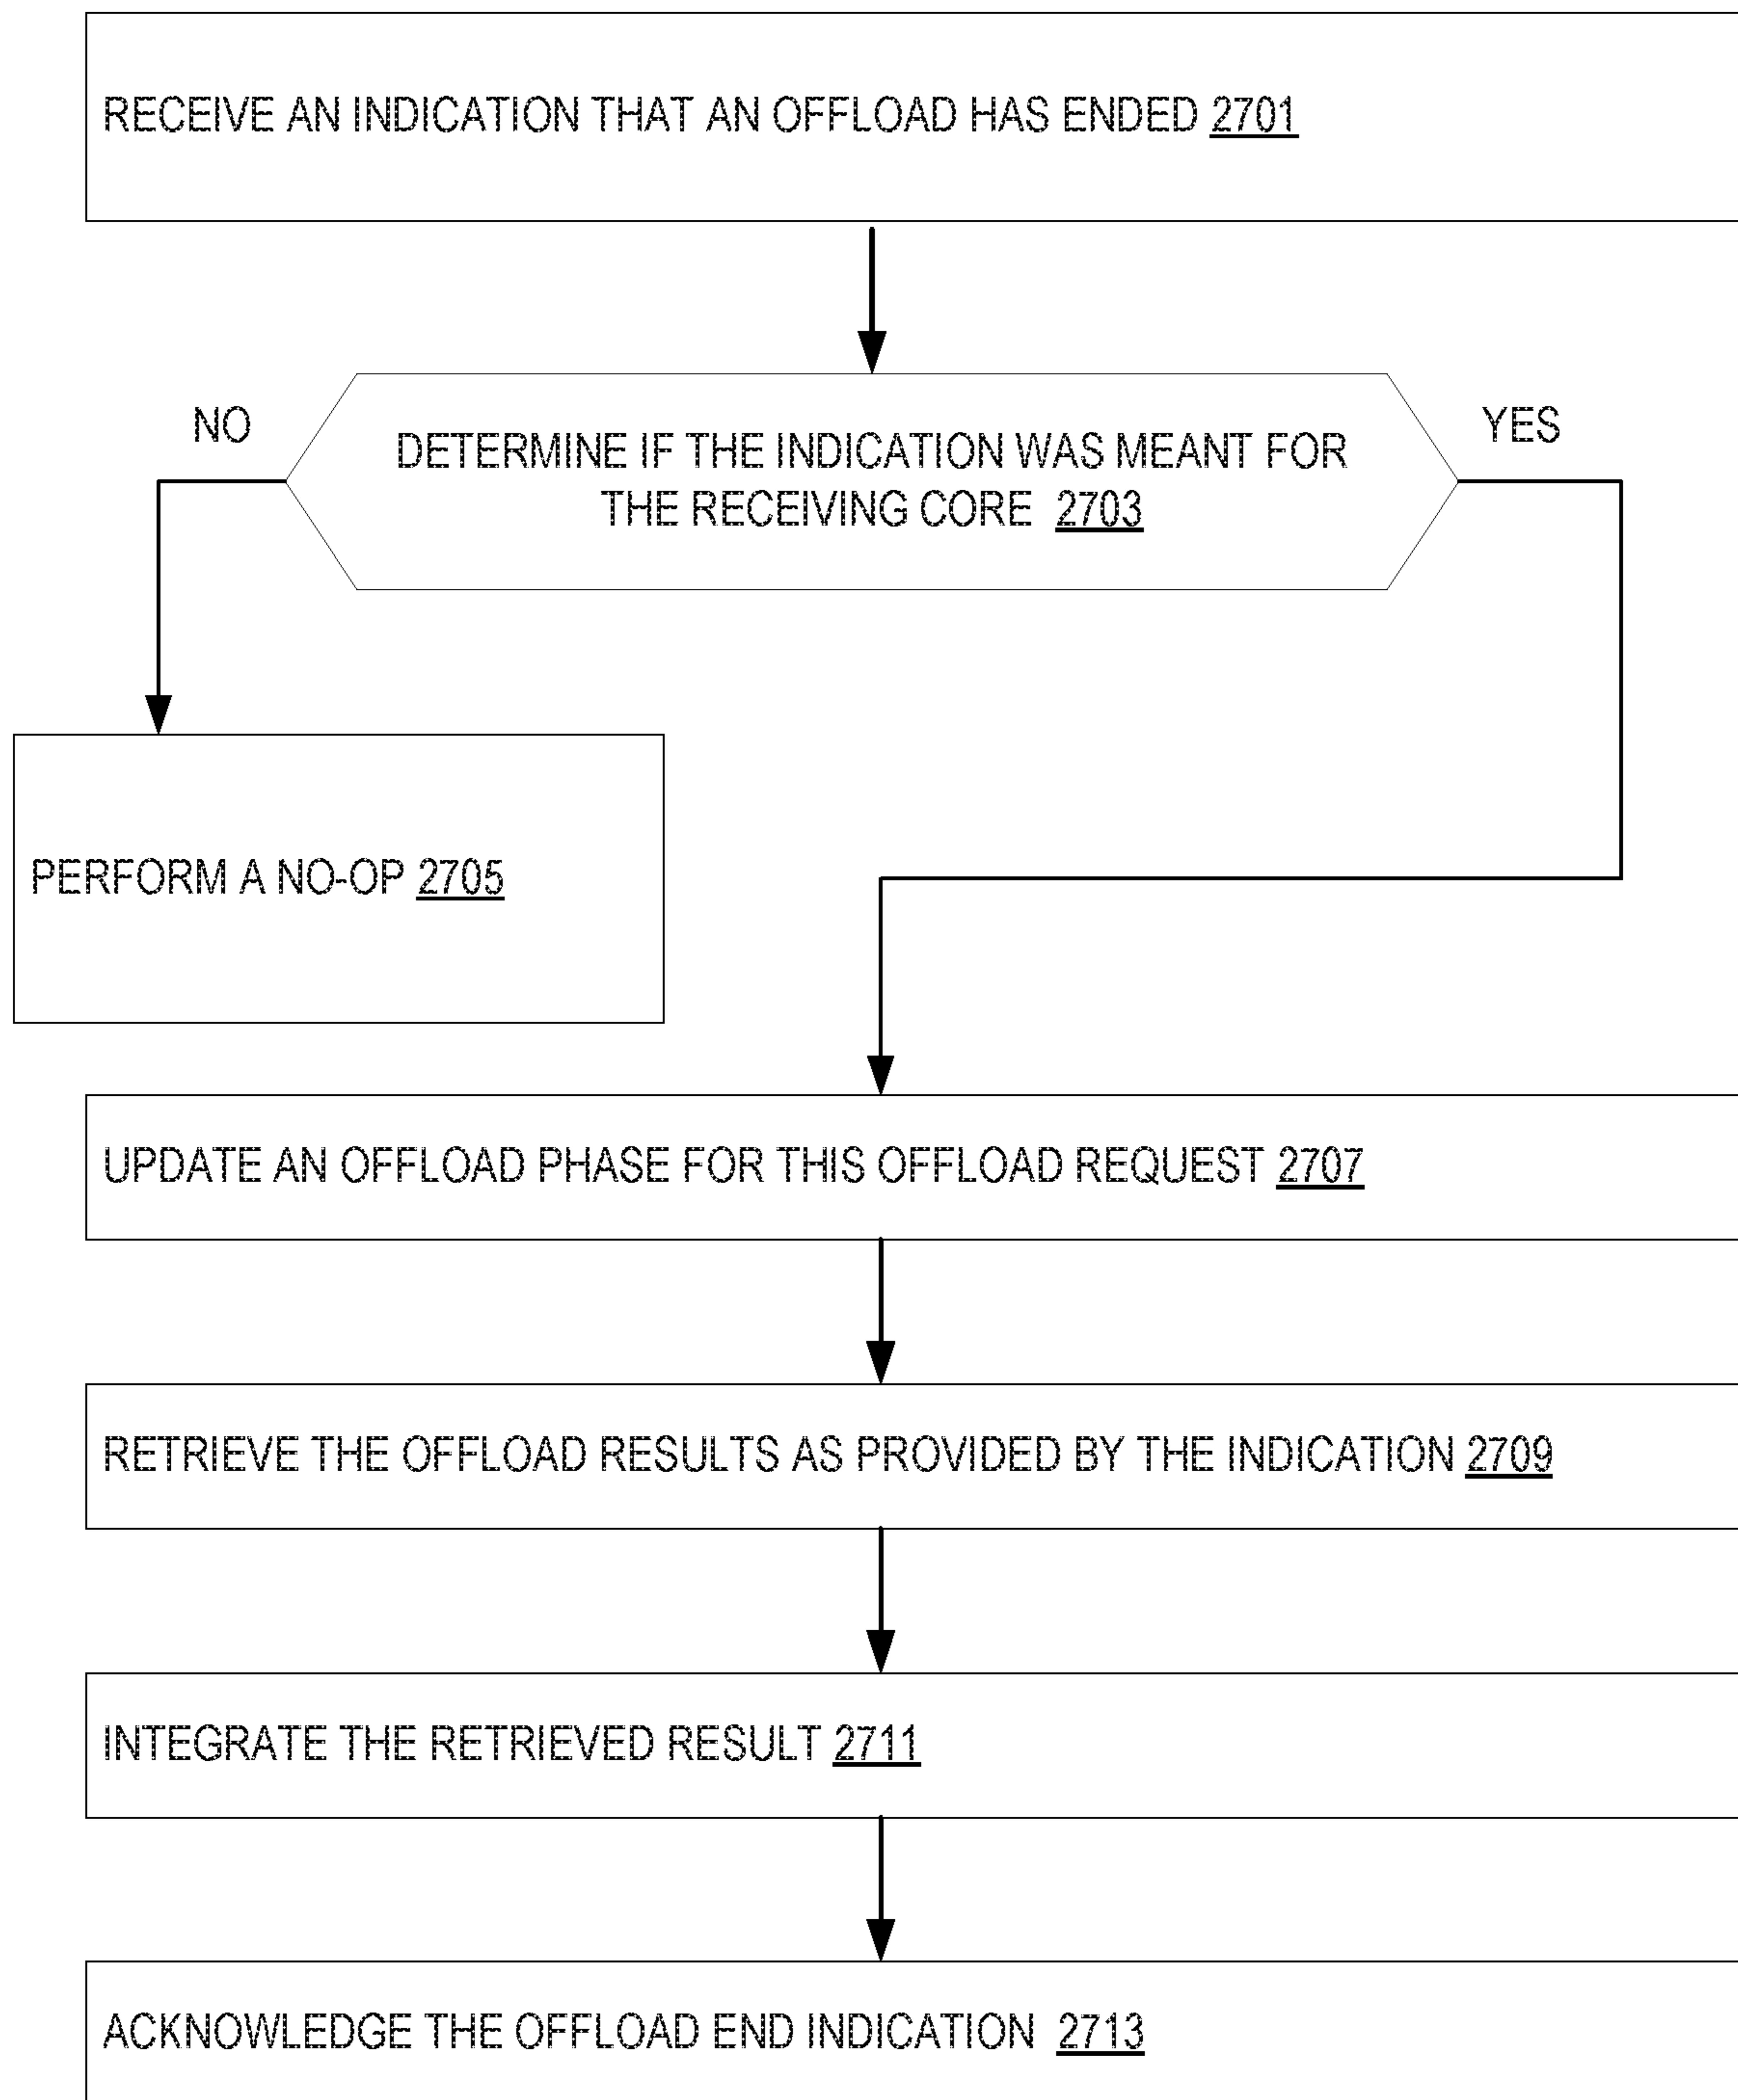 RECEIVE AN INDICATION THAT AN OFFLOAD HAS ENDED 2701
NO
YES
DETERMINE IF THE INDICATION WAS MEANT FOR
THE RECEIVING CORE 2703
PERFORM A NO-OP 2705
UPDATE AN OFFLOAD PHASE FOR THIS OFFLOAD REQUEST 2707
RETRIEVE THE OFFLOAD RESULTS AS PROVIDED BY THE INDICATION 2709
INTEGRATE THE RETRIEVED RESULT 2711
ACKNOWLEDGE THE OFFLOAD END INDICATION 2713